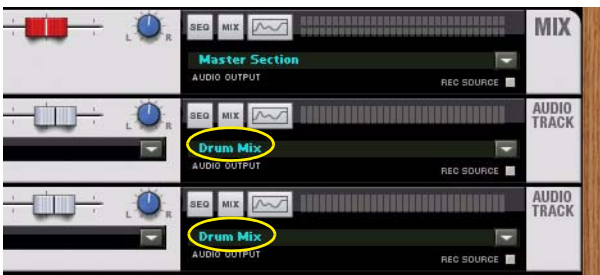 L R SEQ MIX MIX
Master Section
AUDIO OUTPUT REC SOURCE
L R SEQ MIX AUDIO TRACK
Drum Mix
AUDIO OUTPUT REC SOURCE
L R SEQ MIX AUDIO TRACK
Drum Mix
AUDIO OUTPUT REC SOURCE